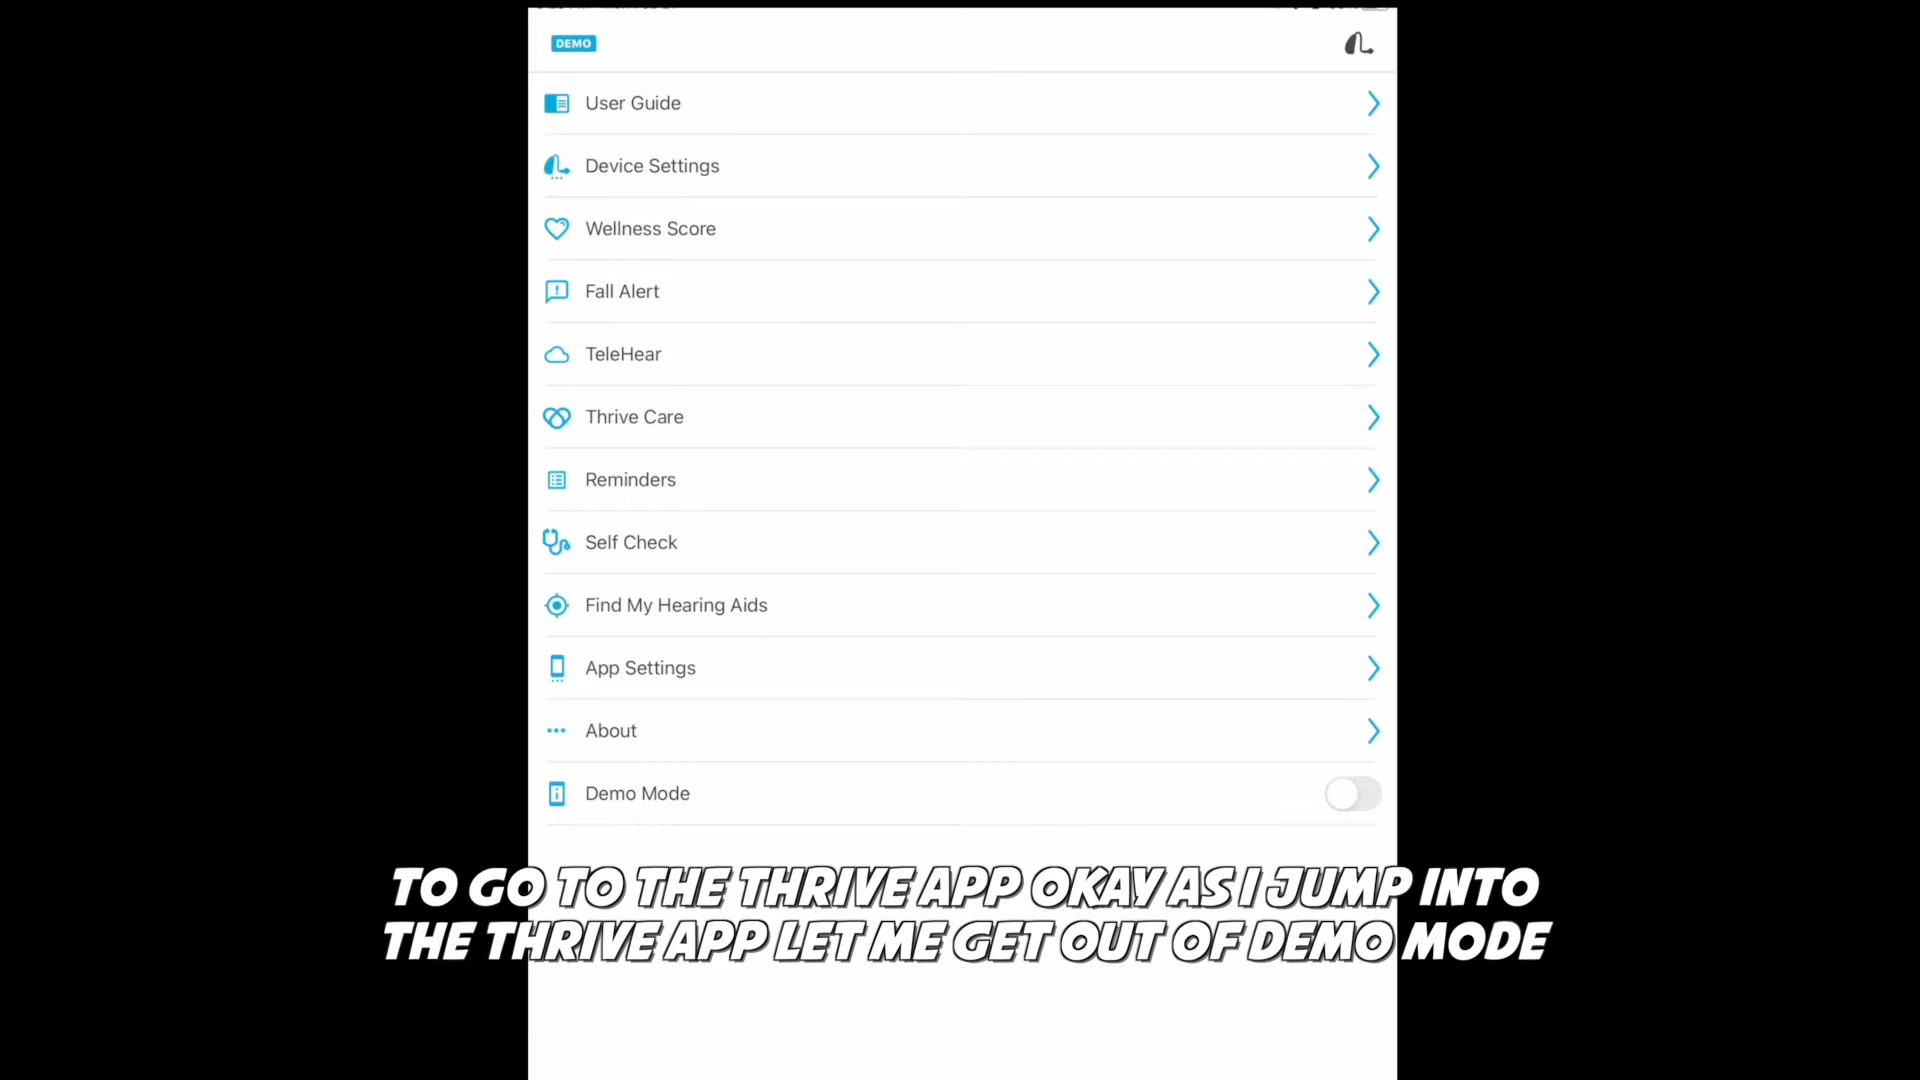 DEMO
User Guide
Device Settings
Wellness Score
Fall Alert
TeleHear
Thrive Care
Reminders
Self Check
Find My Hearing Aids
App Settings
About
Demo Mode
TO GO TO THE THRIVE APP OKAY AS I JUMP INTO
THE THRIVE APP LET ME GET OUT OF DEMO MODE